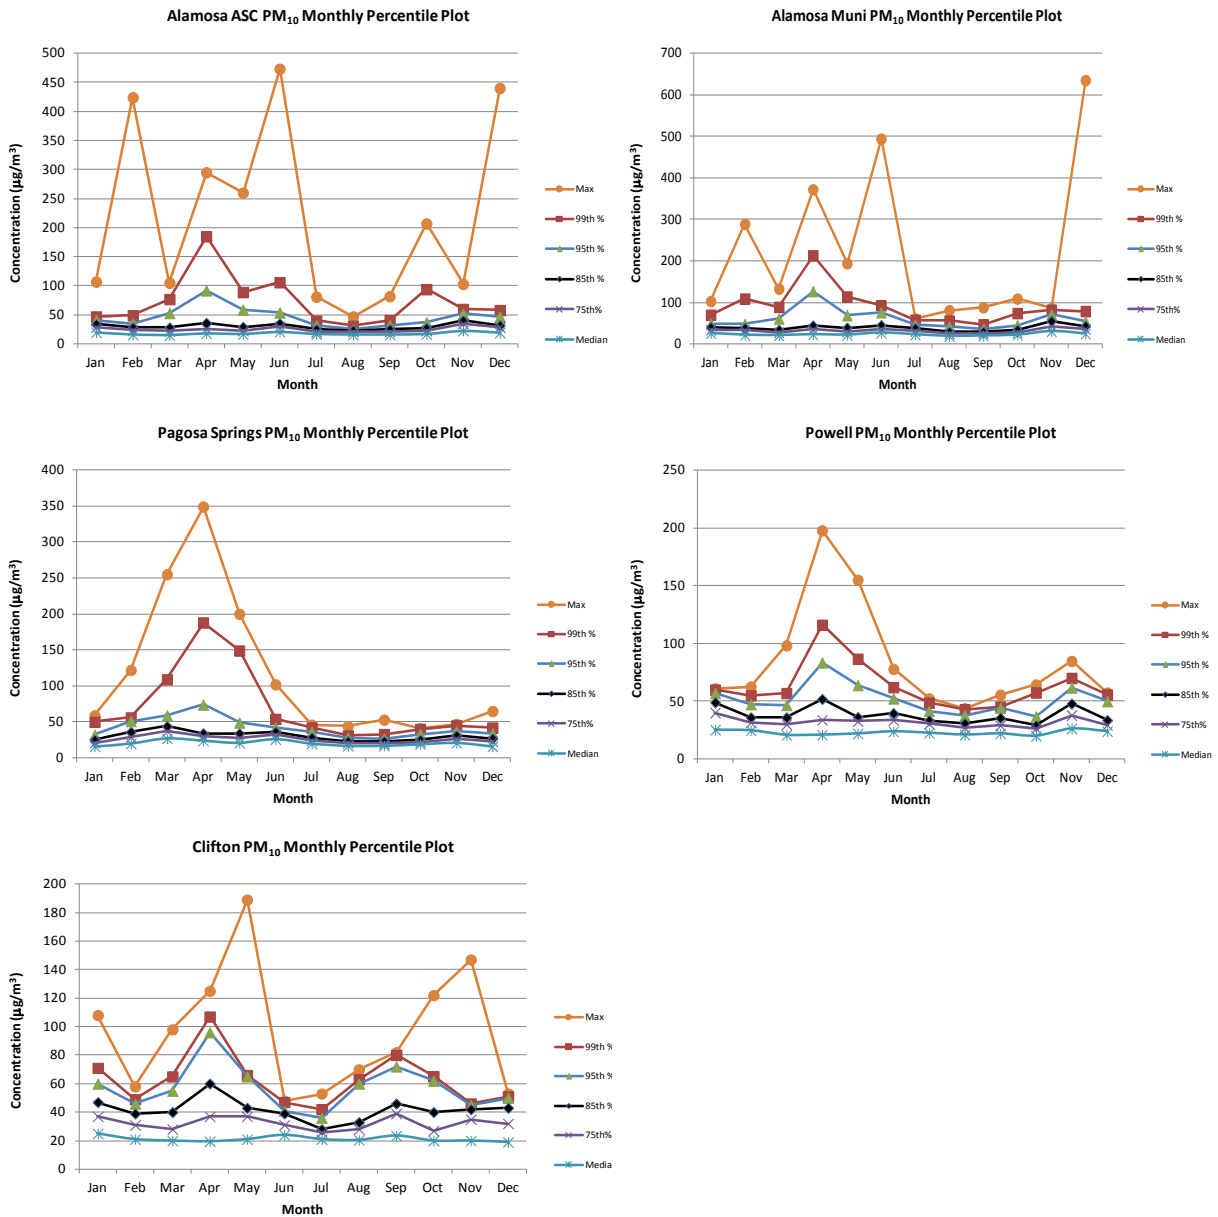 Alamosa ASC PM10 Monthly Percentile Plot
500
450
400
350
300
250
200
150
100
50
0
Concentration (µg/m³)
Jan Feb Mar Apr May Jun Jul Aug Sep Oct Nov Dec
Month
Max
99th %
95th %
85th %
75th%
Median
Alamosa Muni PM10 Monthly Percentile Plot
700
600
500
400
300
200
100
0
Concentration (µg/m³)
Jan Feb Mar Apr May Jun Jul Aug Sep Oct Nov Dec
Month
Max
99th %
95th %
85th %
75th%
Median
Pagosa Springs PM10 Monthly Percentile Plot
400
350
300
250
200
150
100
50
0
Concentration (µg/m³)
Jan Feb Mar Apr May Jun Jul Aug Sep Oct Nov Dec
Month
Max
99th %
95th %
85th %
75th%
Median
Powell PM10 Monthly Percentile Plot
250
200
150
100
50
0
Concentration (µg/m³)
Jan Feb Mar Apr May Jun Jul Aug Sep Oct Nov Dec
Month
Max
99th %
95th %
85th %
75th%
Median
Clifton PM10 Monthly Percentile Plot
200
180
160
140
120
100
80
60
40
20
0
Concentration (µg/m³)
Jan Feb Mar Apr May Jun Jul Aug Sep Oct Nov Dec
Month
Max
99th %
95th %
85th %
75th%
Median